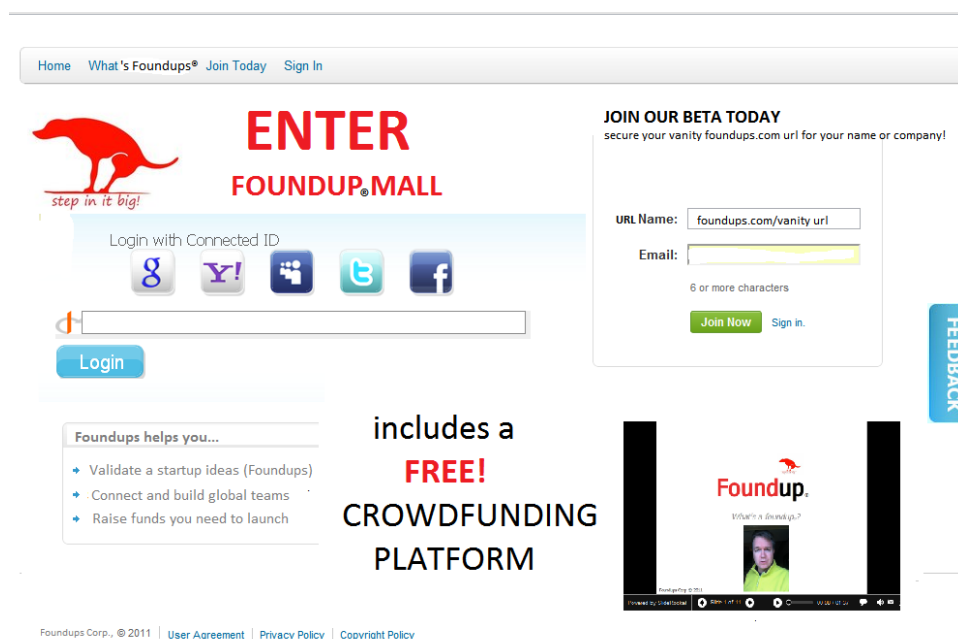 Home What's Foundups® Join Today Sign In
step in it big!
ENTER
FOUNDUP® MALL
JOIN OUR BETA TODAY
secure your vanity foundups.com url for your name or company!
Login with Connected ID
g Y! t f
Login
URL Name: foundups.com/vanity url
Email:
6 or more characters
Join Now Sign in.
FEEDBACK
Foundups helps you...
Validate a startup ideas (Foundups)
Connect and build global teams
Raise funds you need to launch
includes a
FREE!
CROWDFUNDING
PLATFORM
Foundup®
What's a foundup?
Foundups Corp., © 2011 User Agreement Privacy Policy Copyright Policy